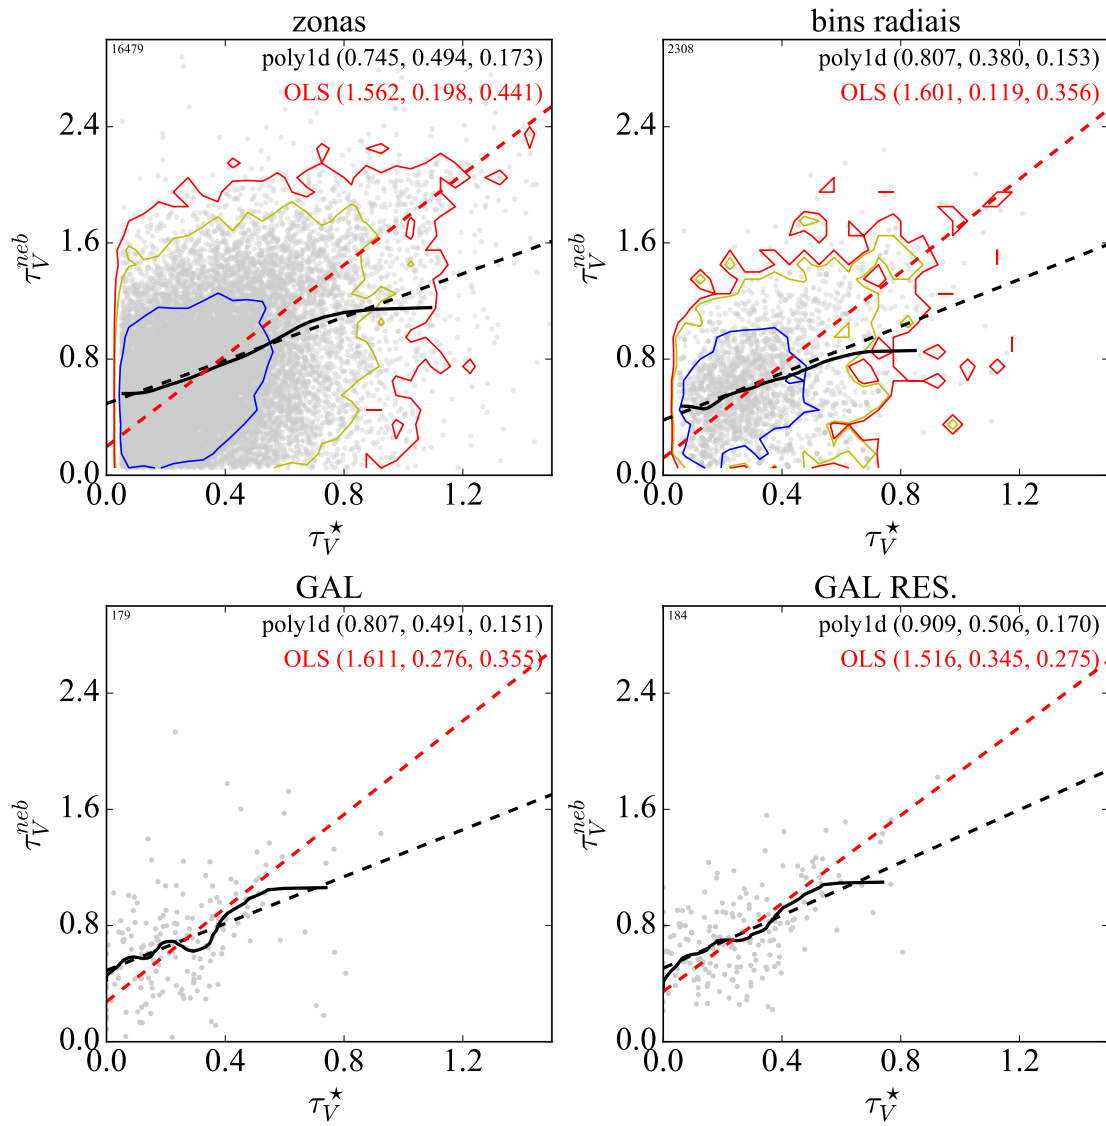 zonas
16479
poly1d (0.745, 0.494, 0.173)
OLS (1.562, 0.198, 0.441)
2.4
1.6
0.8
0.0
τ_V^{neb}
0.0 0.4 0.8 1.2
τ_V^★
bins radiais
2308
poly1d (0.807, 0.380, 0.153)
OLS (1.601, 0.119, 0.356)
2.4
1.6
0.8
0.0
τ_V^{neb}
0.0 0.4 0.8 1.2
τ_V^★
GAL
179
poly1d (0.807, 0.491, 0.151)
OLS (1.611, 0.276, 0.355)
2.4
1.6
0.8
0.0
τ_V^{neb}
0.0 0.4 0.8 1.2
τ_V^★
GAL RES.
184
poly1d (0.909, 0.506, 0.170)
OLS (1.516, 0.345, 0.275)
2.4
1.6
0.8
0.0
τ_V^{neb}
0.0 0.4 0.8 1.2
τ_V^★